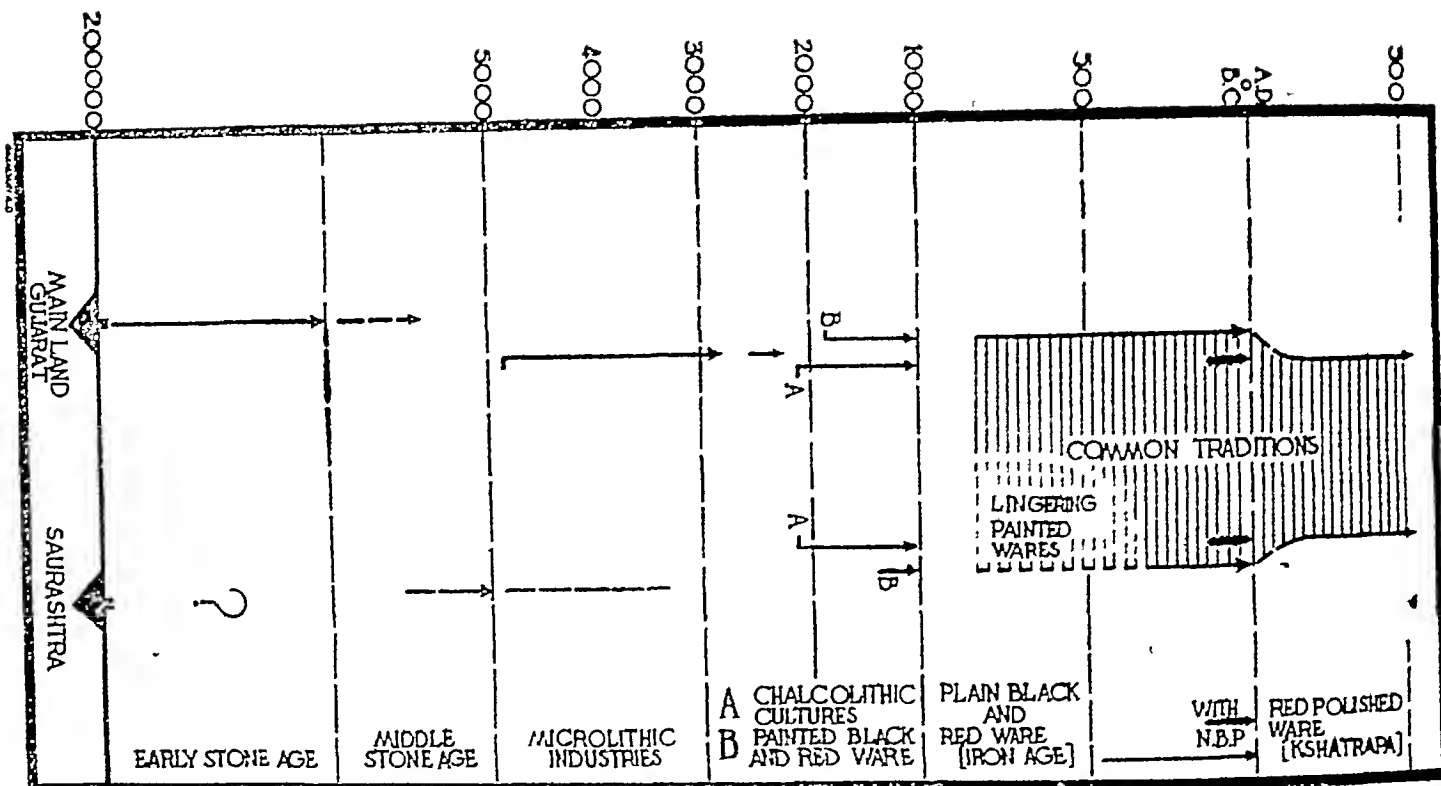 200000
5000
4000
3000
2000
1000
500
A.D.
0
B.C
300
MAIN LAND
GUJARAT
SAURASHTRA
?
B
A
A
B
COMMON TRADITIONS
LINGERING
PAINTED
WARES
EARLY STONE AGE
MIDDLE
STONE AGE
MICROLITHIC
INDUSTRIES
A CHALCOLITHIC
CULTURES
B PAINTED BLACK
AND RED WARE
PLAIN BLACK
AND
RED WARE
[IRON AGE]
WITH
N.B.P
RED POLISHED
WARE
[KSHATRAPA]